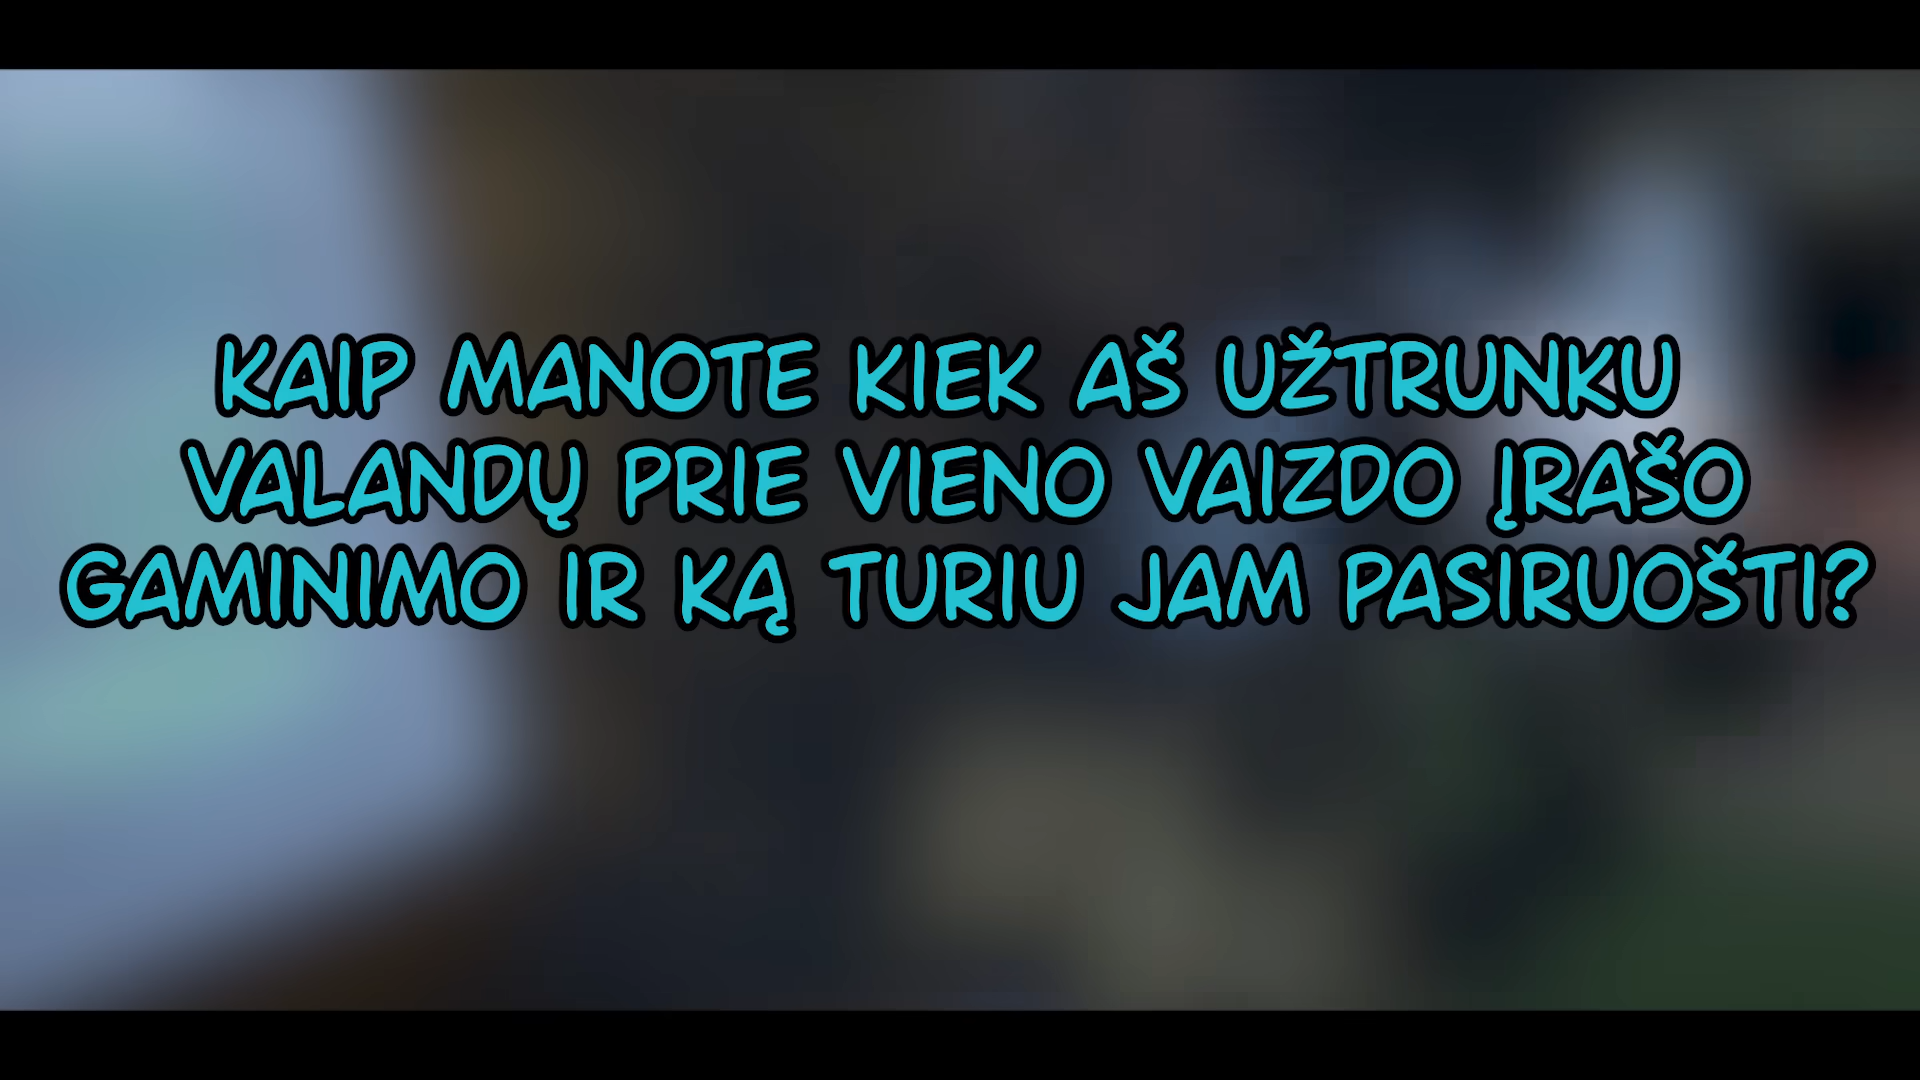 KAIP MANOTE KIEK AŠ UŽTRUNKU
VALANDŲ PRIE VIENO VAIZDO ĮRAŠO
GAMINIMO IR KĄ TURIU JAM PASIRUOŠTI?